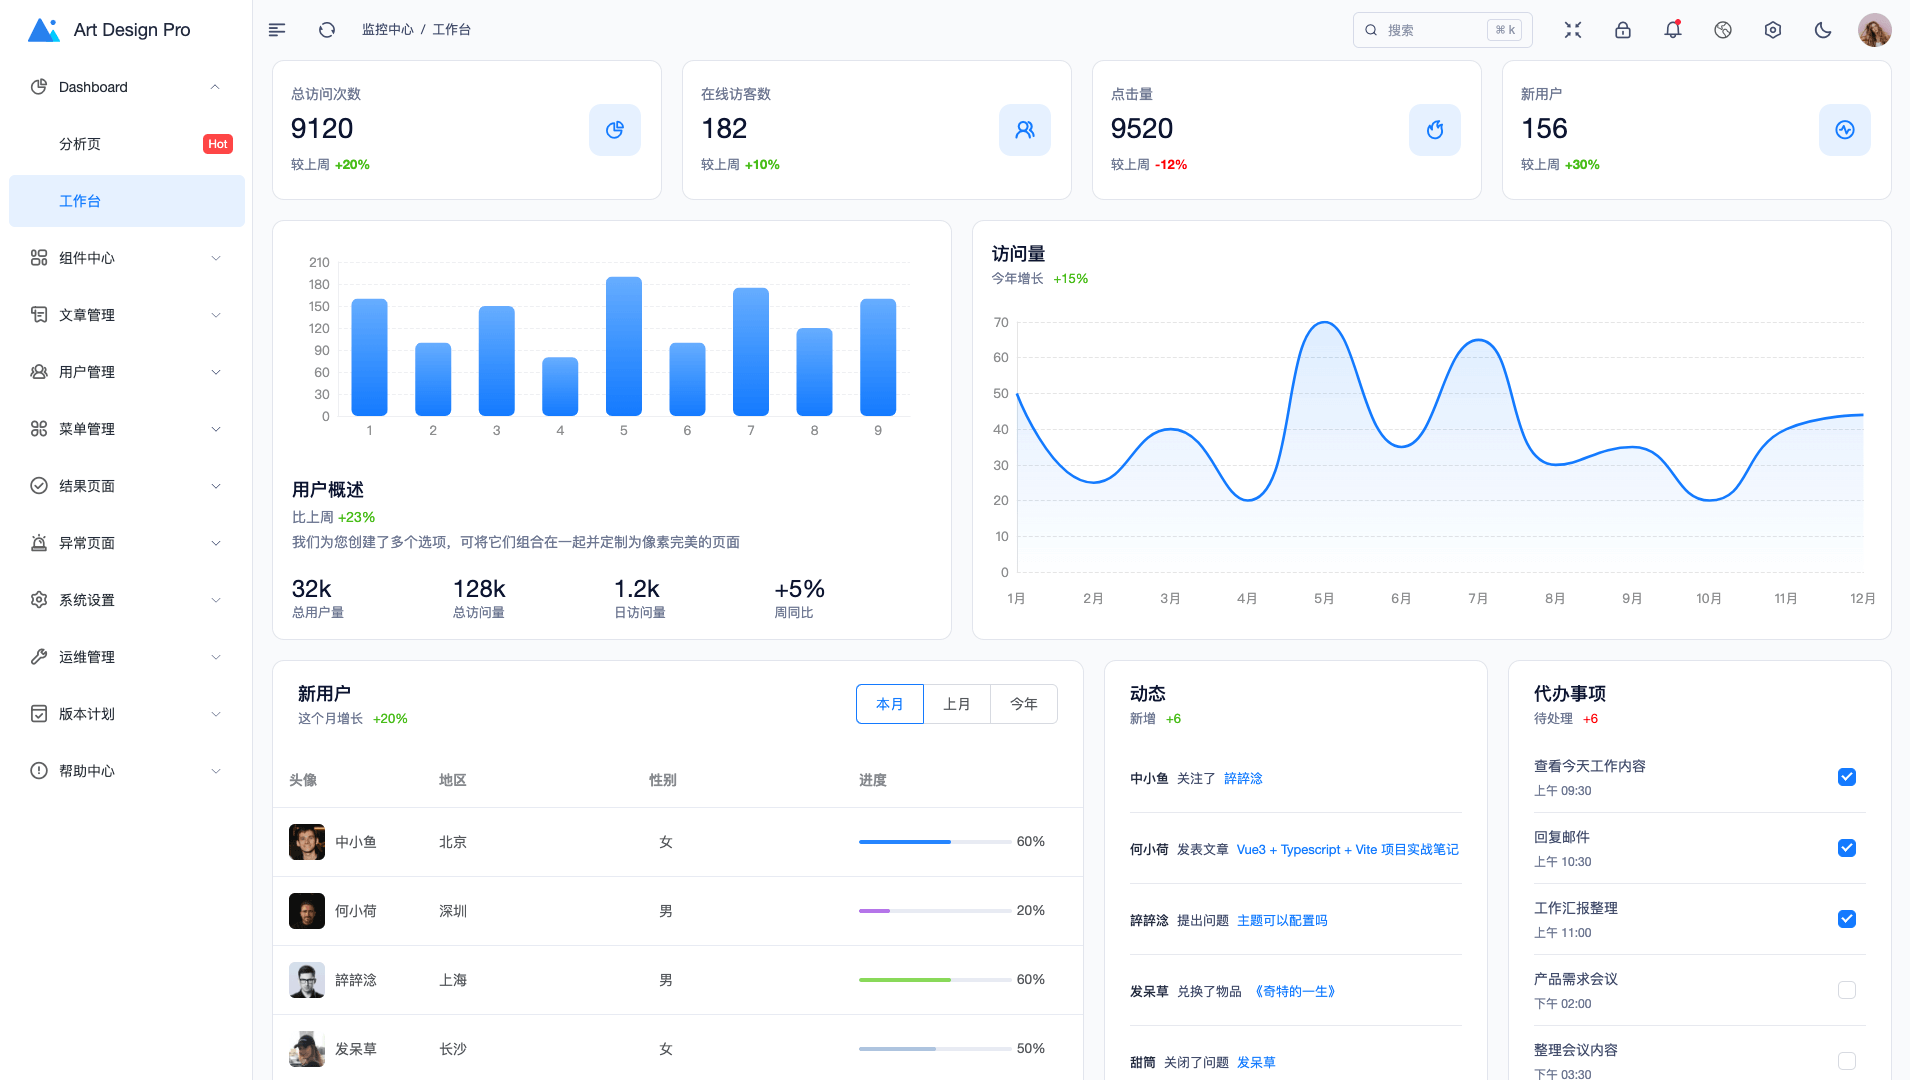 Art Design Pro
Dashboard
分析页
Hot
工作台
组件中心
文章管理
用户管理
菜单管理
结果页面
异常页面
系统设置
运维管理
版本计划
帮助中心
监控中心 / 工作台
搜索
⌘ k
总访问次数
9120
较上周 +20%
在线访客数
182
较上周 +10%
点击量
9520
较上周 -12%
新用户
156
较上周 +30%
210
180
150
120
90
60
30
0
1 2 3 4 5 6 7 8 9
用户概述
比上周 +23%
我们为您创建了多个选项，可将它们组合在一起并定制为像素完美的页面
32k
总用户量
128k
总访问量
1.2k
日访问量
+5%
周同比
访问量
今年增长 +15%
70
60
50
40
30
20
10
0
1月 2月 3月 4月 5月 6月 7月 8月 9月 10月 11月 12月
新用户
这个月增长 +20%
本月 上月 今年
头像 地区 性别 进度
中小鱼 北京 女 60%
何小荷 深圳 男 20%
誶誶淰 上海 男 60%
发呆草 长沙 女 50%
动态
新增 +6
中小鱼 关注了 誶誶淰
何小荷 发表文章 Vue3 + Typescript + Vite 项目实战笔记
誶誶淰 提出问题 主题可以配置吗
发呆草 兑换了物品 《奇特的一生》
甜筒 关闭了问题 发呆草
代办事项
待处理 +6
查看今天工作内容
上午 09:30
回复邮件
上午 10:30
工作汇报整理
上午 11:00
产品需求会议
下午 02:00
整理会议内容
下午 03:30